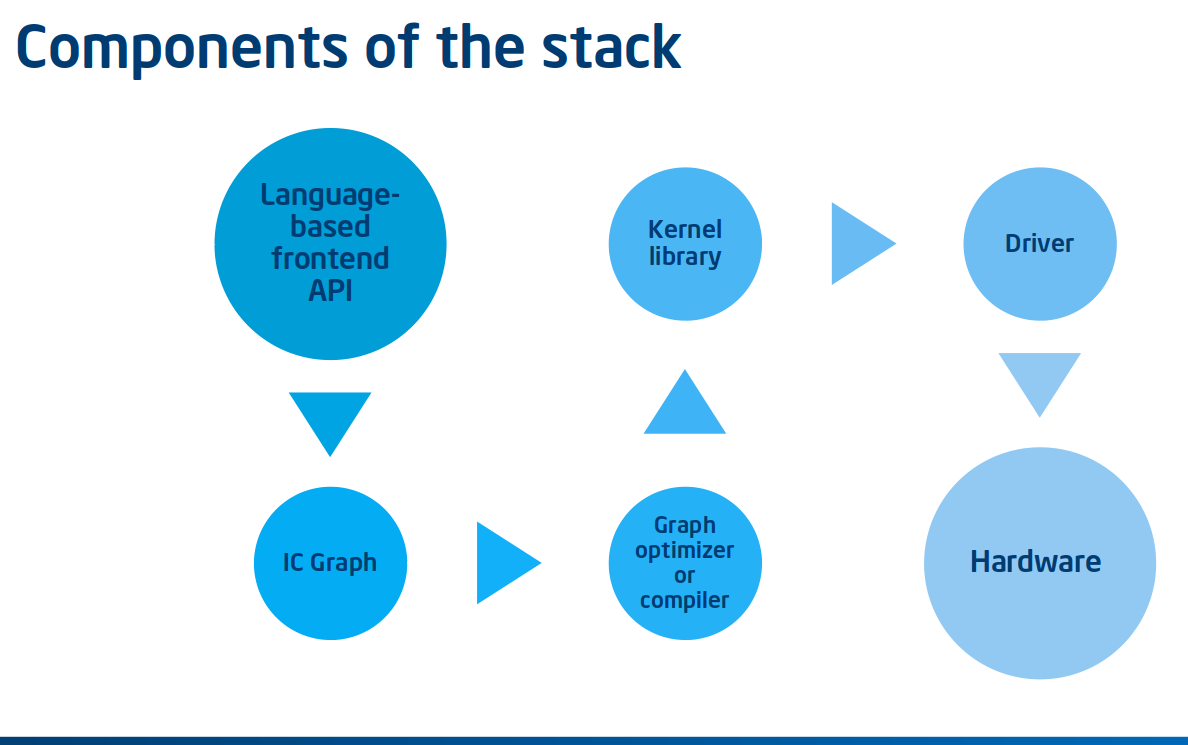 Components of the stack
Language-
based
frontend
API
IC Graph
Graph
optimizer
or
compiler
Kernel
library
Driver
Hardware